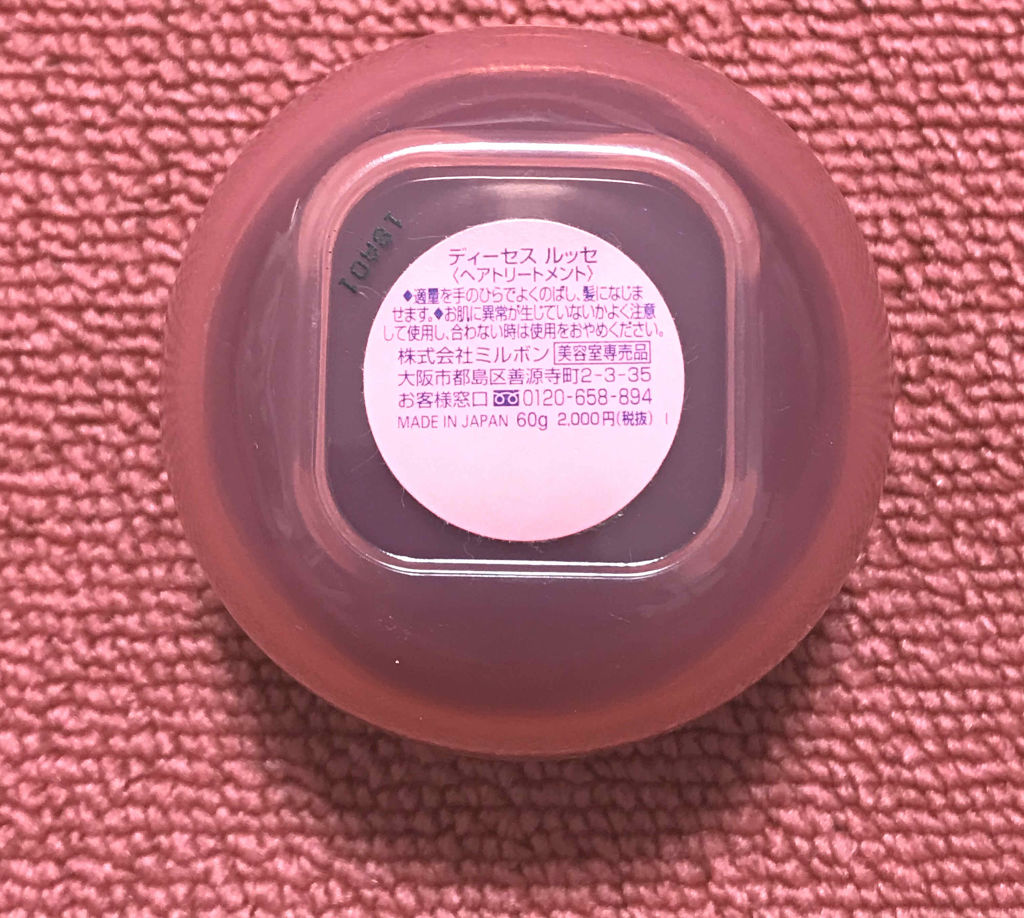 ディーセス ルッセ
〈ヘアトリートメント〉
♦適量を手のひらでよくのばし、髪になじま
せます。♦お肌に異常が生じていないかよく注意
して使用し、合わない時は使用をおやめください。
株式会社ミルボン 美容室専売品
大阪市都島区善源寺町2-3-35
お客様窓口 0120-658-894
MADE IN JAPAN 60g 2,000円(税抜) I